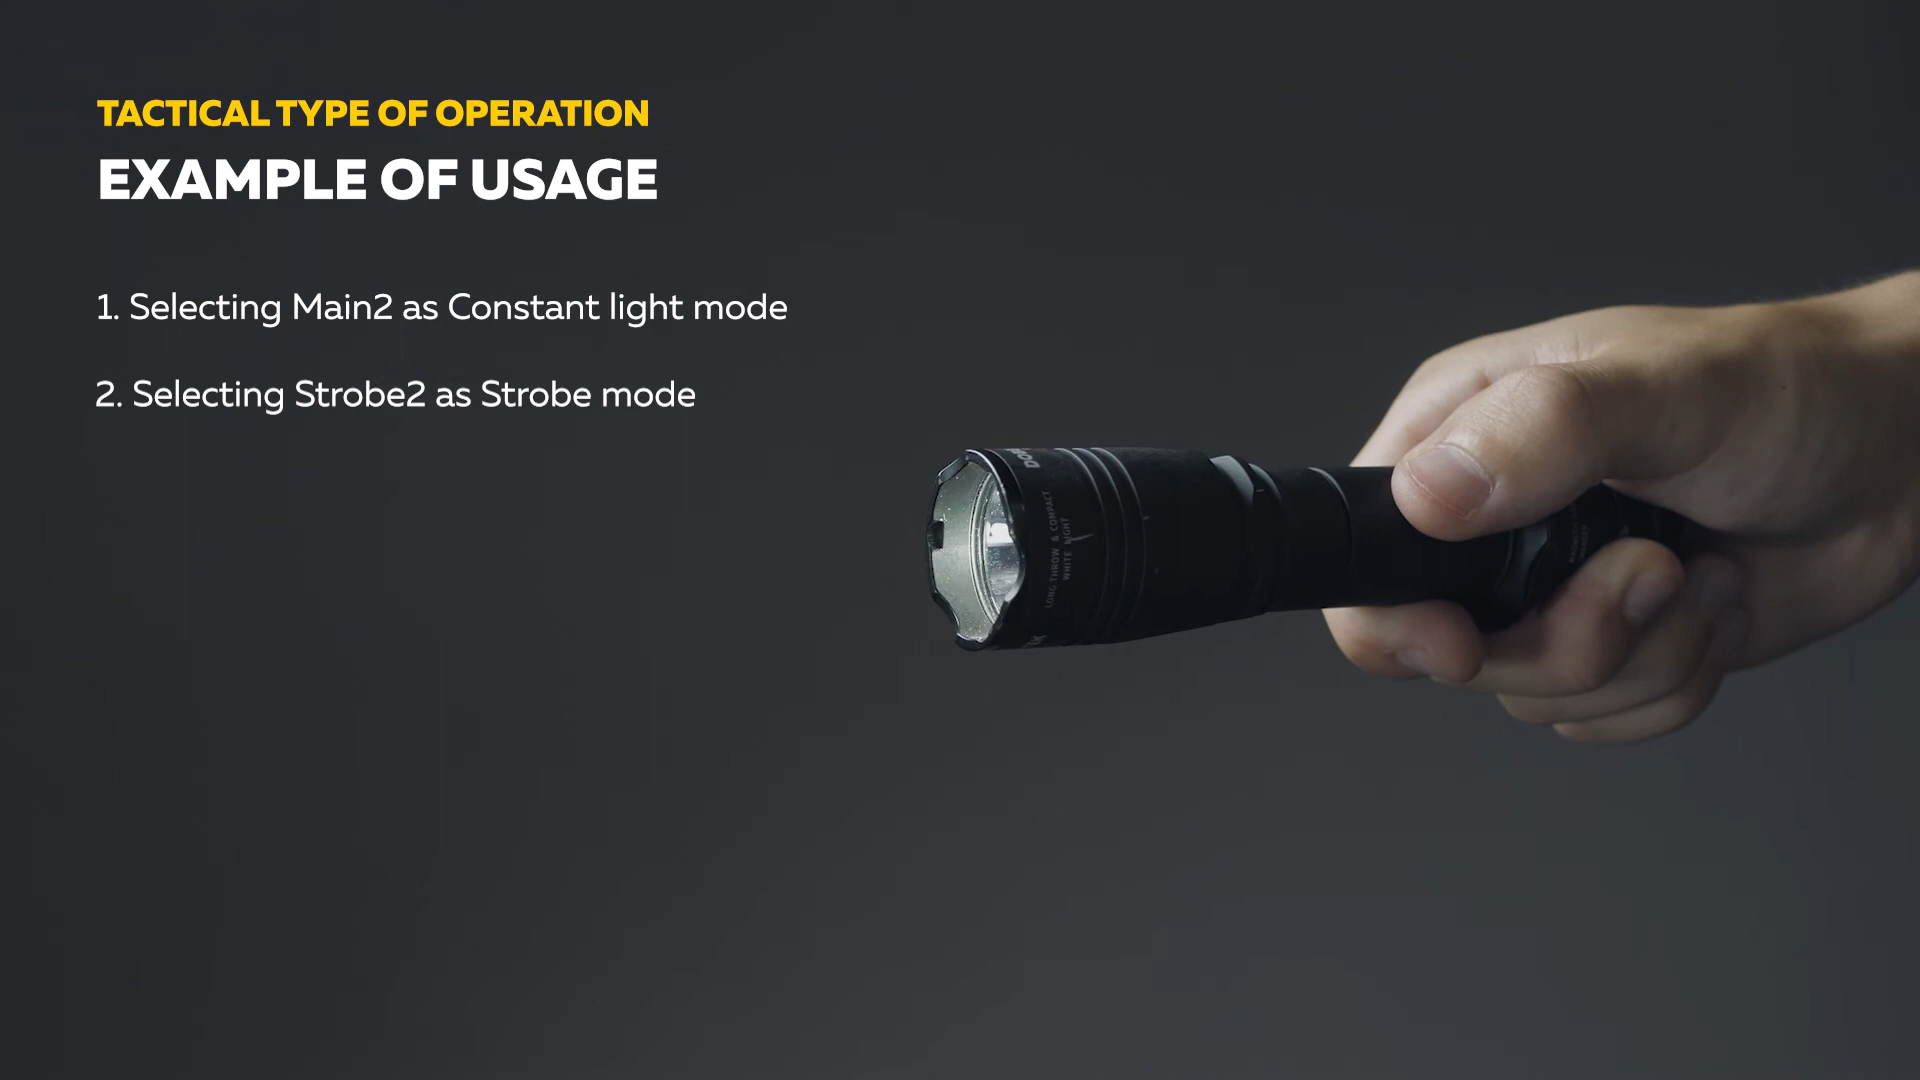 TACTICAL TYPE OF OPERATION
EXAMPLE OF USAGE
1. Selecting Main2 as Constant light mode
2. Selecting Strobe2 as Strobe mode
LONG THROW & COMPACT
WHITE LIGHT